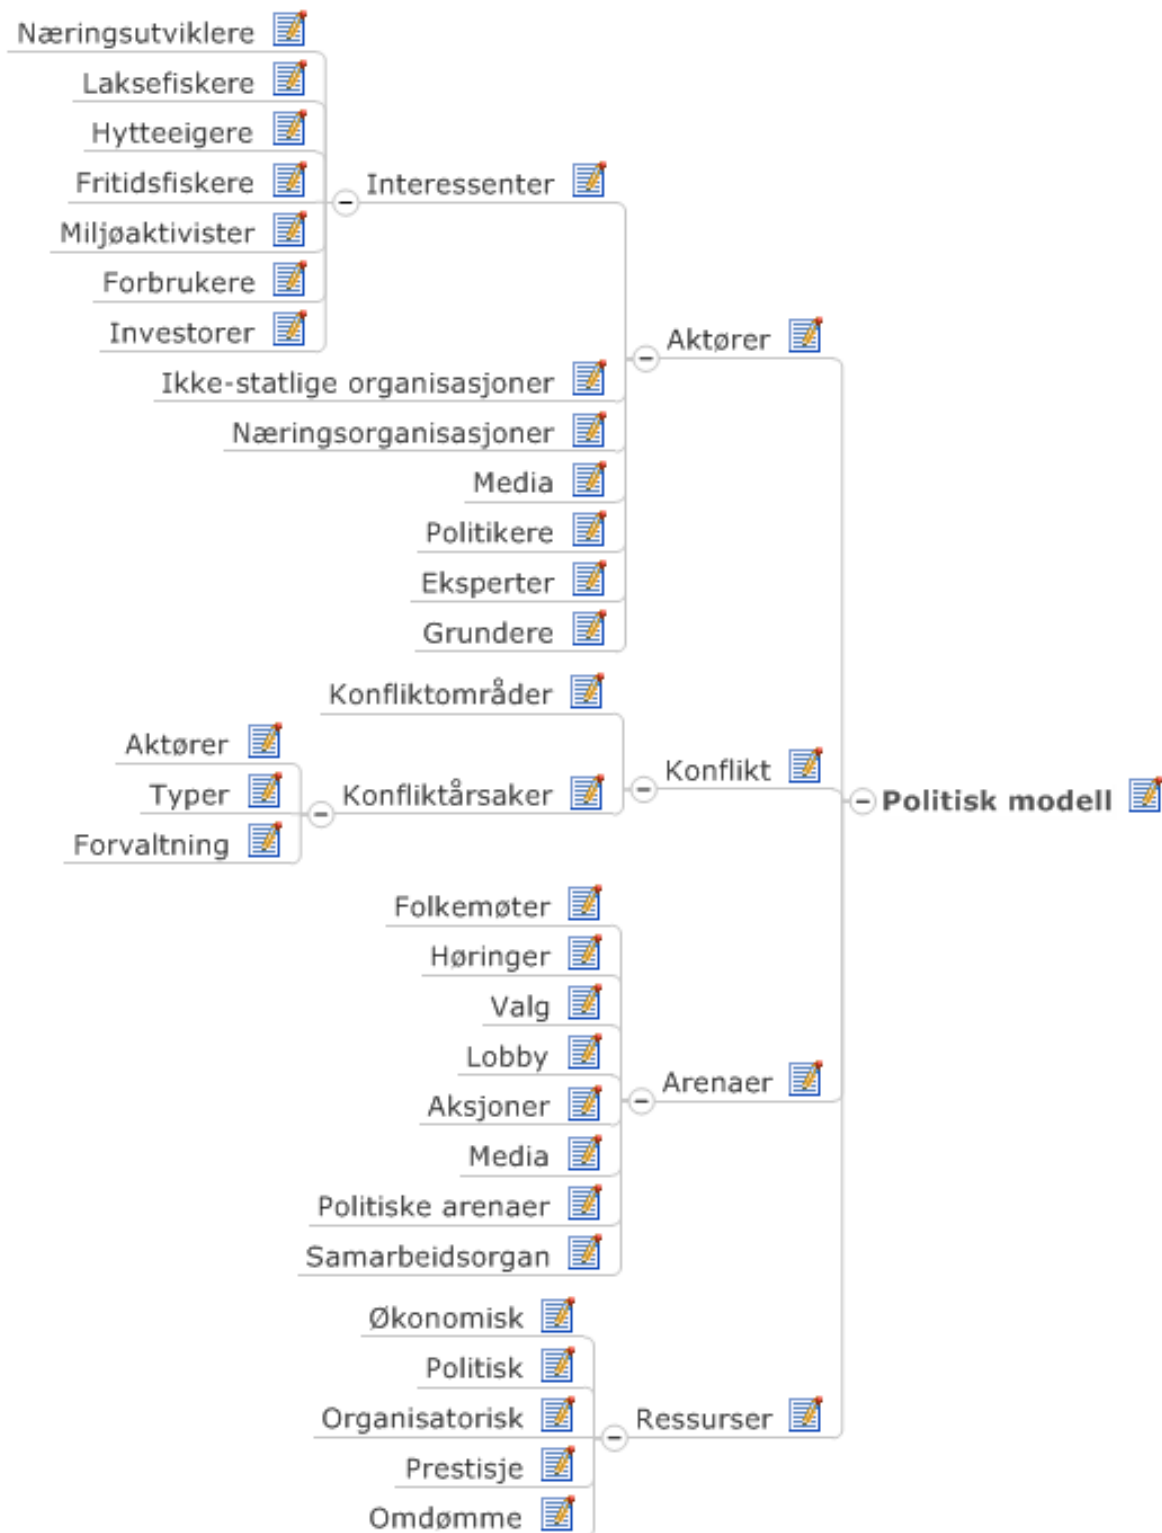 Næringsutviklere
Laksefiskere
Hytteeigere
Fritidsfiskere
Interessenter
Miljøaktivister
Forbrukere
Investorer
Aktører
Ikke-statlige organisasjoner
Næringsorganisasjoner
Media
Politikere
Eksperter
Grundere
Konfliktområder
Aktører
Konflikt
Typer
Konfliktårsaker
Politisk modell
Forvaltning
Folkemøter
Høringer
Valg
Lobby
Arenaer
Aksjoner
Media
Politiske arenaer
Samarbeidsorgan
Økonomisk
Politisk
Organisatorisk
Ressurser
Prestisje
Omdømme